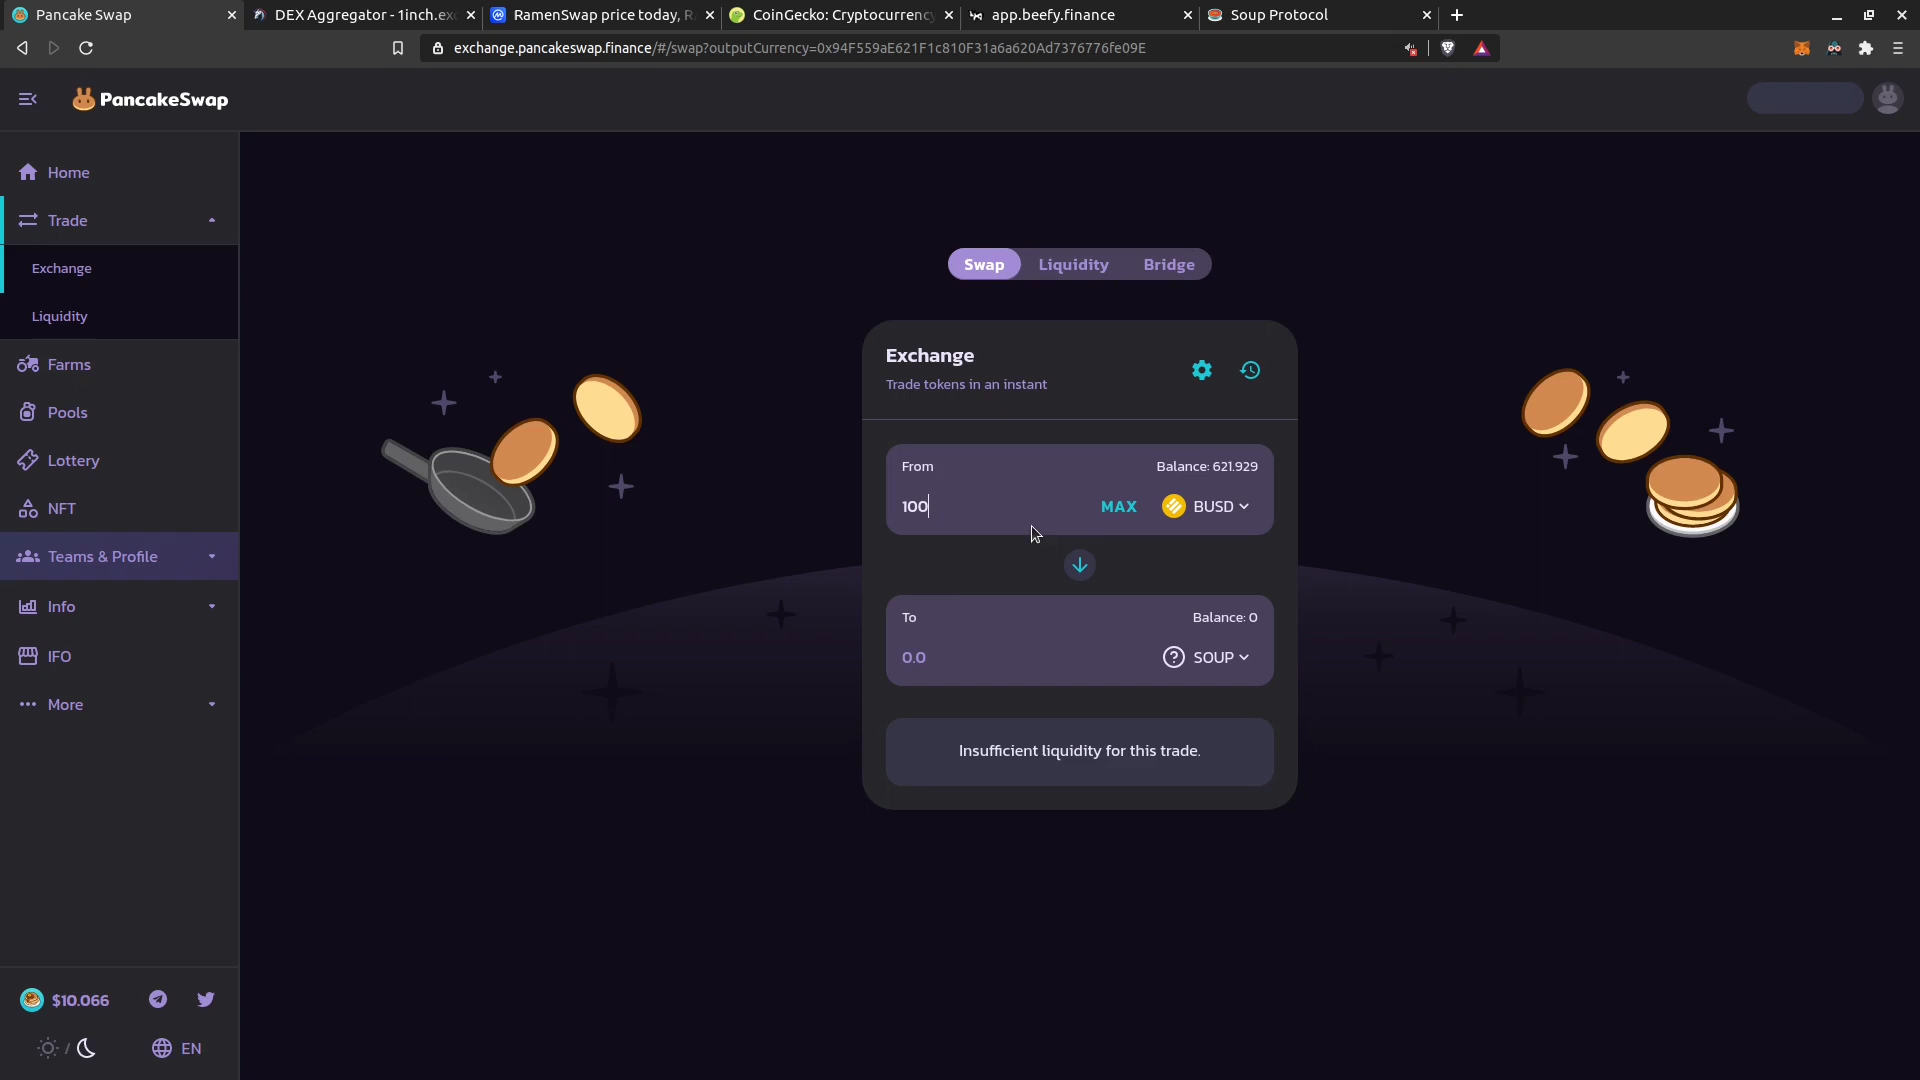 Pancake Swap
DEX Aggregator - 1inch.exc
RamenSwap price today, R
CoinGecko: Cryptocurrency
app.beefy.finance
Soup Protocol
exchange.pancakeswap.finance/#/swap?outputCurrency=0x94F559aE621F1c810F31a6a620Ad7376776fe09E
PancakeSwap
Home
Trade
Exchange
Liquidity
Farms
Pools
Lottery
NFT
Teams & Profile
Info
IFO
More
$10.066
EN
Swap
Liquidity
Bridge
Exchange
Trade tokens in an instant
From
Balance: 621.929
100
MAX
BUSD
To
Balance: 0
0.0
SOUP
Insufficient liquidity for this trade.